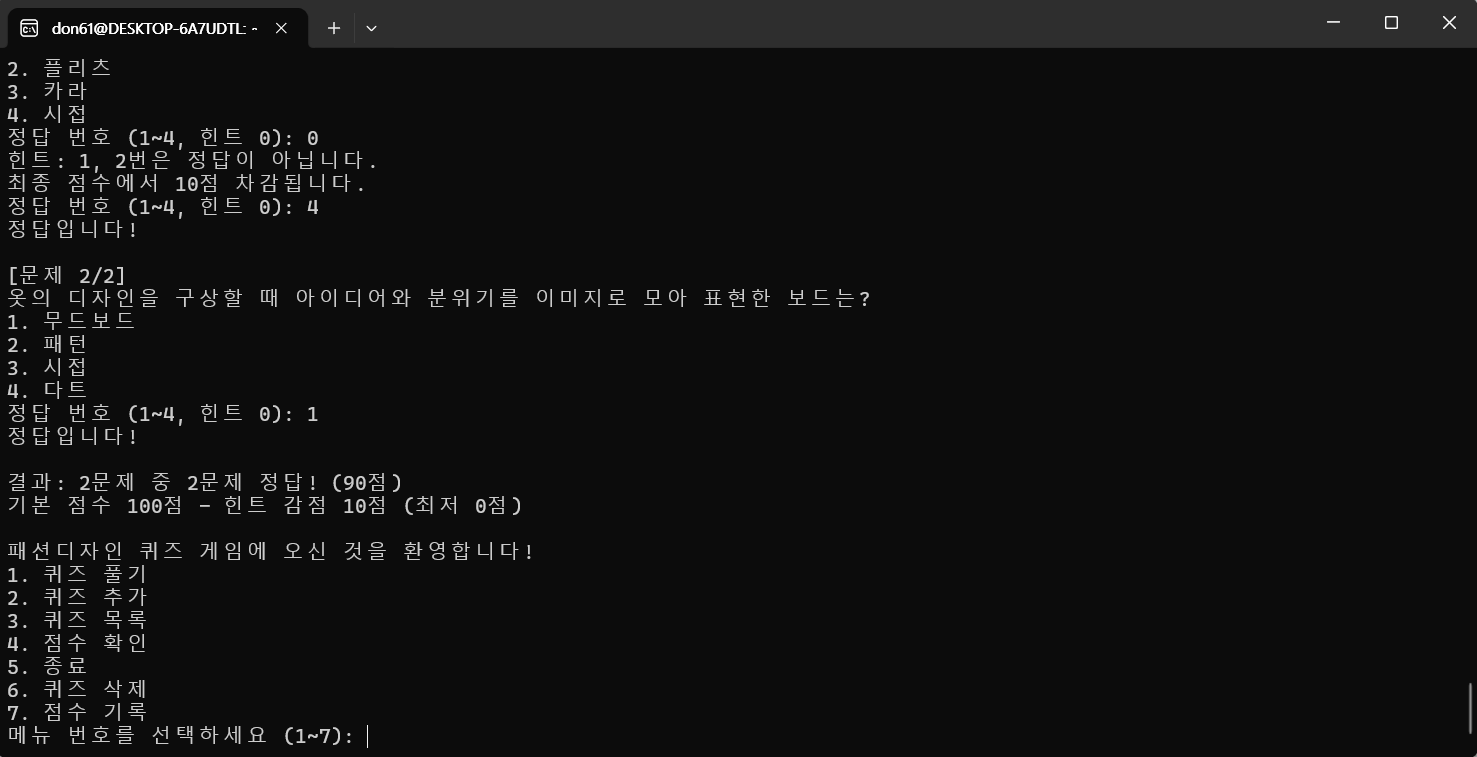 don61@DESKTOP-6A7UDTL: ~
2. 플리츠
3. 카라
4. 시접
정답 번호 (1~4, 힌트 0): 0
힌트: 1, 2번은 정답이 아닙니다.
최종 점수에서 10점 차감됩니다.
정답 번호 (1~4, 힌트 0): 4
정답입니다!
[문제 2/2]
옷의 디자인을 구상할 때 아이디어와 분위기를 이미지로 모아 표현한 보드는?
1. 무드보드
2. 패턴
3. 시접
4. 다트
정답 번호 (1~4, 힌트 0): 1
정답입니다!
결과: 2문제 중 2문제 정답! (90점)
기본 점수 100점 - 힌트 감점 10점 (최저 0점)
패션디자인 퀴즈 게임에 오신 것을 환영합니다!
1. 퀴즈 풀기
2. 퀴즈 추가
3. 퀴즈 목록
4. 점수 확인
5. 종료
6. 퀴즈 삭제
7. 점수 기록
메뉴 번호를 선택하세요 (1~7):